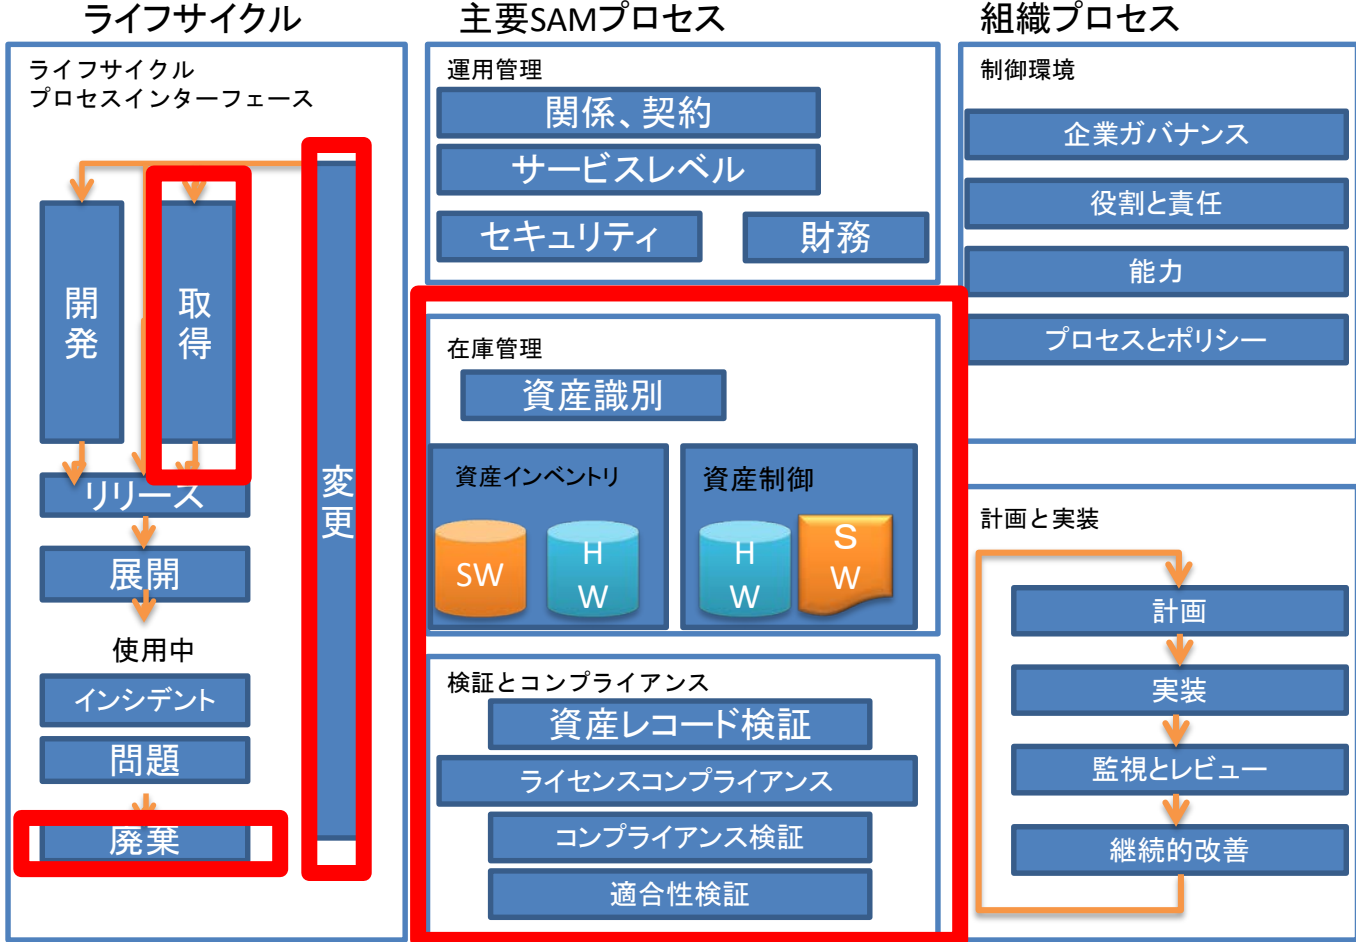 ライフサイクル
主要SAMプロセス
組織プロセス
ライフサイクル
プロセスインターフェース
開発
取得
変更
リリース
展開
使用中
インシデント
問題
廃棄
運用管理
関係、契約
サービスレベル
セキュリティ
財務
在庫管理
資産識別
資産インベントリ
SW
HW
資産制御
HW
SW
検証とコンプライアンス
資産レコード検証
ライセンスコンプライアンス
コンプライアンス検証
適合性検証
制御環境
企業ガバナンス
役割と責任
能力
プロセスとポリシー
計画と実装
計画
実装
監視とレビュー
継続的改善